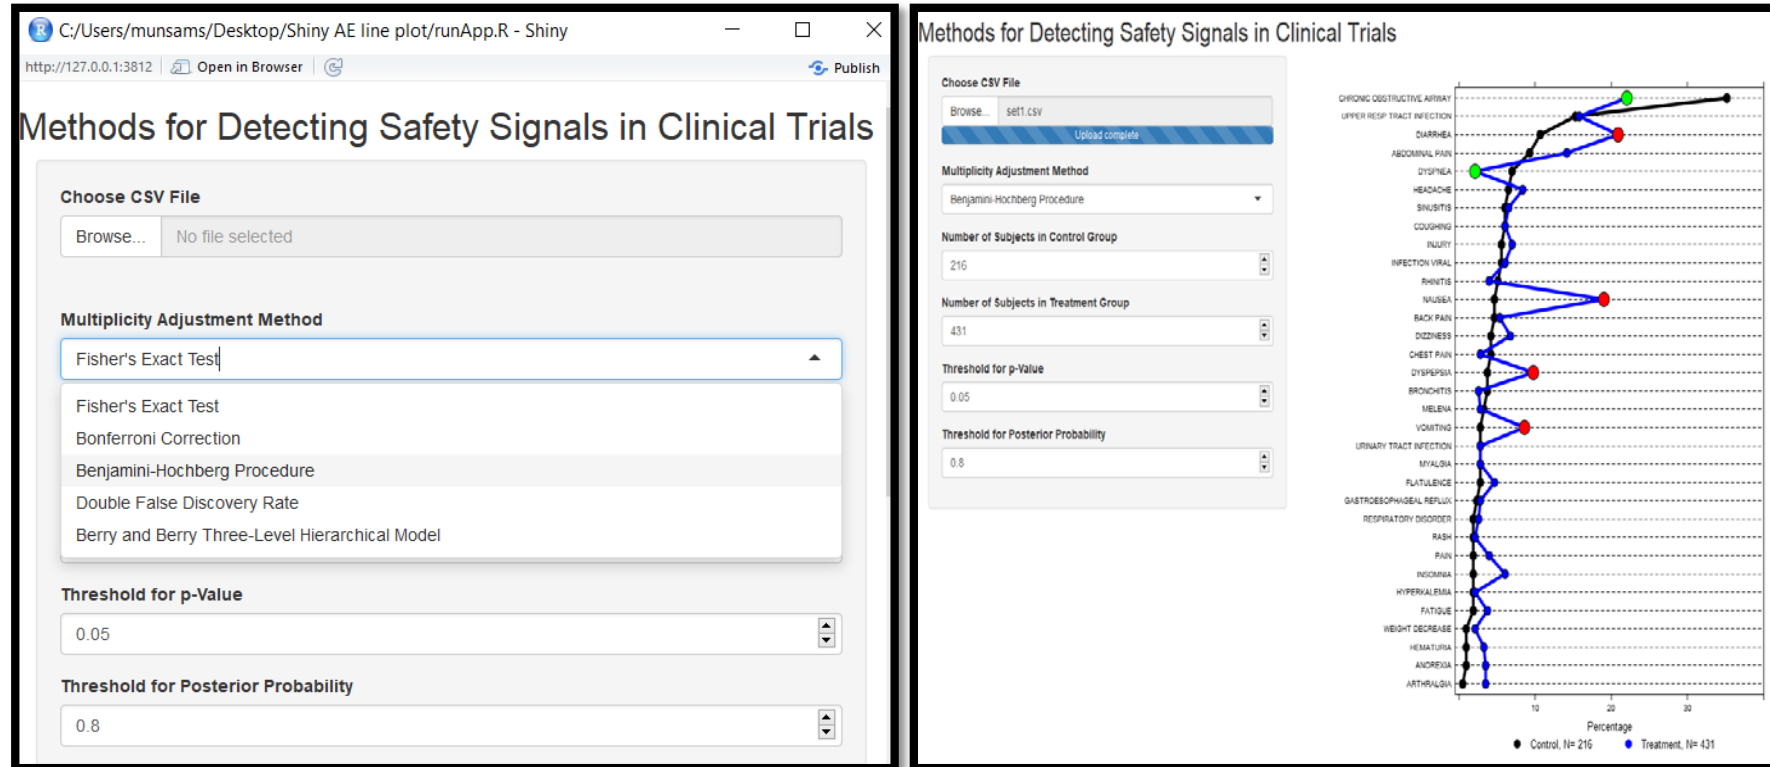 C:/Users/munsams/Desktop/Shiny AE line plot/runApp.R - Shiny
http://127.0.0.1:3812 Open in Browser Publish
Methods for Detecting Safety Signals in Clinical Trials
Choose CSV File
Browse... No file selected
Multiplicity Adjustment Method
Fisher's Exact Test
Fisher's Exact Test
Bonferroni Correction
Benjamini-Hochberg Procedure
Double False Discovery Rate
Berry and Berry Three-Level Hierarchical Model
Threshold for p-Value
0.05
Threshold for Posterior Probability
0.8
Methods for Detecting Safety Signals in Clinical Trials
Choose CSV File
Browse... set1.csv
Upload complete
Multiplicity Adjustment Method
Benjamini-Hochberg Procedure
Number of Subjects in Control Group
216
Number of Subjects in Treatment Group
431
Threshold for p-Value
0.05
Threshold for Posterior Probability
0.8
CHRONIC OBSTRUCTIVE AIRWAY
UPPER RESP TRACT INFECTION
DIARRHEA
ABDOMINAL PAIN
DYSPNEA
HEADACHE
SINUSITIS
COUGHING
INJURY
INFECTION VIRAL
RHINITIS
NAUSEA
BACK PAIN
DIZZINESS
CHEST PAIN
DYSPEPSIA
BRONCHITIS
MELENA
VOMITING
URINARY TRACT INFECTION
MYALGIA
FLATULENCE
GASTROESOPHAGEAL REFLUX
RESPIRATORY DISORDER
RASH
PAIN
INSOMNIA
HYPERKALEMIA
FATIGUE
WEIGHT DECREASE
HEMATURIA
ANOREXIA
ARTHRALGIA
10 20 30
Percentage
Control, N= 216 Treatment, N= 431